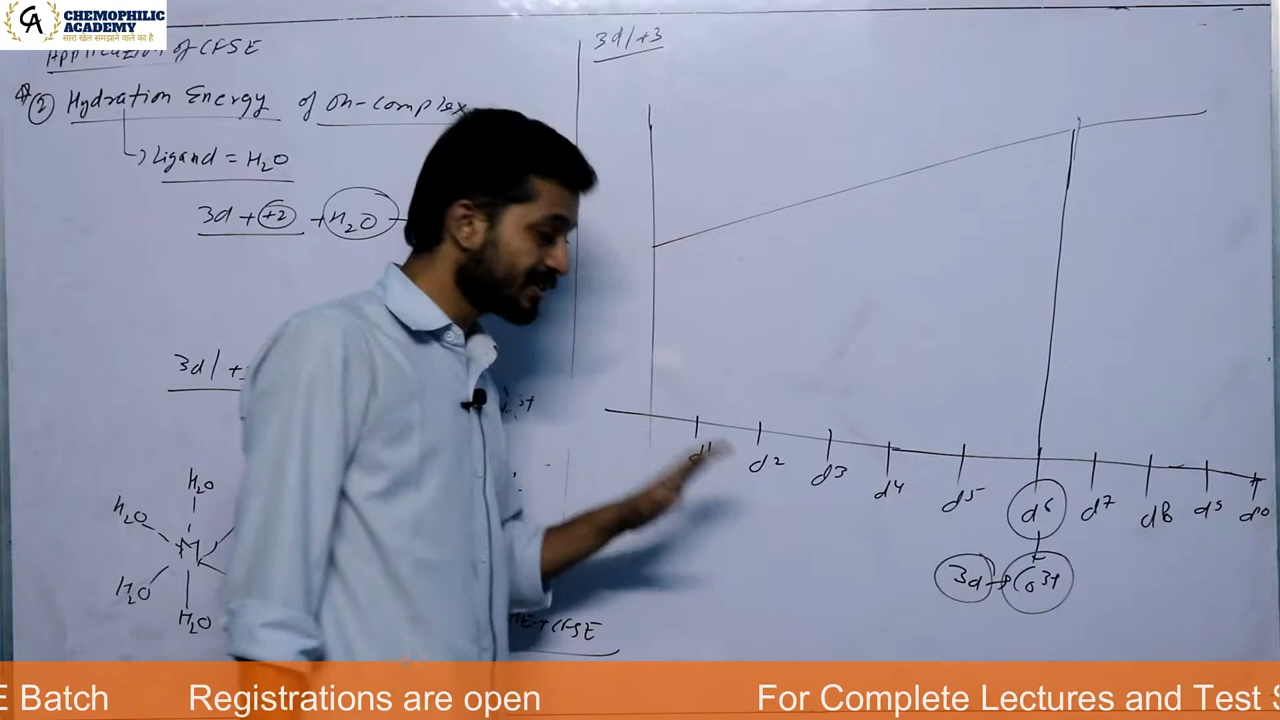 CHEMOPHILIC
ACADEMY
सारा खेल समझाने वाले का है
Application of CFSE
② Hydration Energy of Oh-complex
Ligand = H₂O
3d + +2 + H₂O
3d/+
H₂O
H₂O
M
H₂O
H₂O
+CFSE
3d/+3
d1 d2 d3 d4 d5 d6 d7 d8 d9 d10
3d → Co3+
E Batch Registrations are open For Complete Lectures and Test S